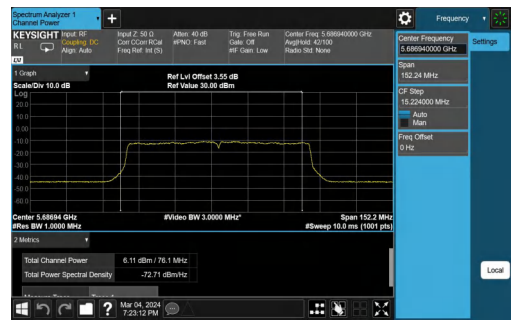 Spectrum Analyzer 1
Channel Power
+
Frequency
KEYSIGHT
R L
Input: RF
Coupling: DC
Align: Auto
Input Z: 50 Ω
Corr CCorr RCal
Freq Ref: Int (S)
Atten: 40 dB
#PNO: Fast
Trig: Free Run
Gate: Off
#IF Gain: Low
Center Freq: 5.686940000 GHz
Avg|Hold: 42/100
Radio Std: None
Center Frequency
5.686940000 GHz
Settings
Span
152.24 MHz
CF Step
15.224000 MHz
Auto
Man
Freq Offset
0 Hz
Local
1 Graph
Scale/Div 10.0 dB
Ref Lvl Offset 3.55 dB
Ref Value 30.00 dBm
Log
20.0
10.0
0.00
-10.0
-20.0
-30.0
-40.0
-50.0
-60.0
Center 5.68694 GHz
#Res BW 1.0000 MHz
#Video BW 3.0000 MHz*
Span 152.2 MHz
#Sweep 10.0 ms (1001 pts)
2 Metrics
Total Channel Power 6.11 dBm / 76.1 MHz
Total Power Spectral Density -72.71 dBm/Hz
?
Mar 04, 2024
7:23:12 PM